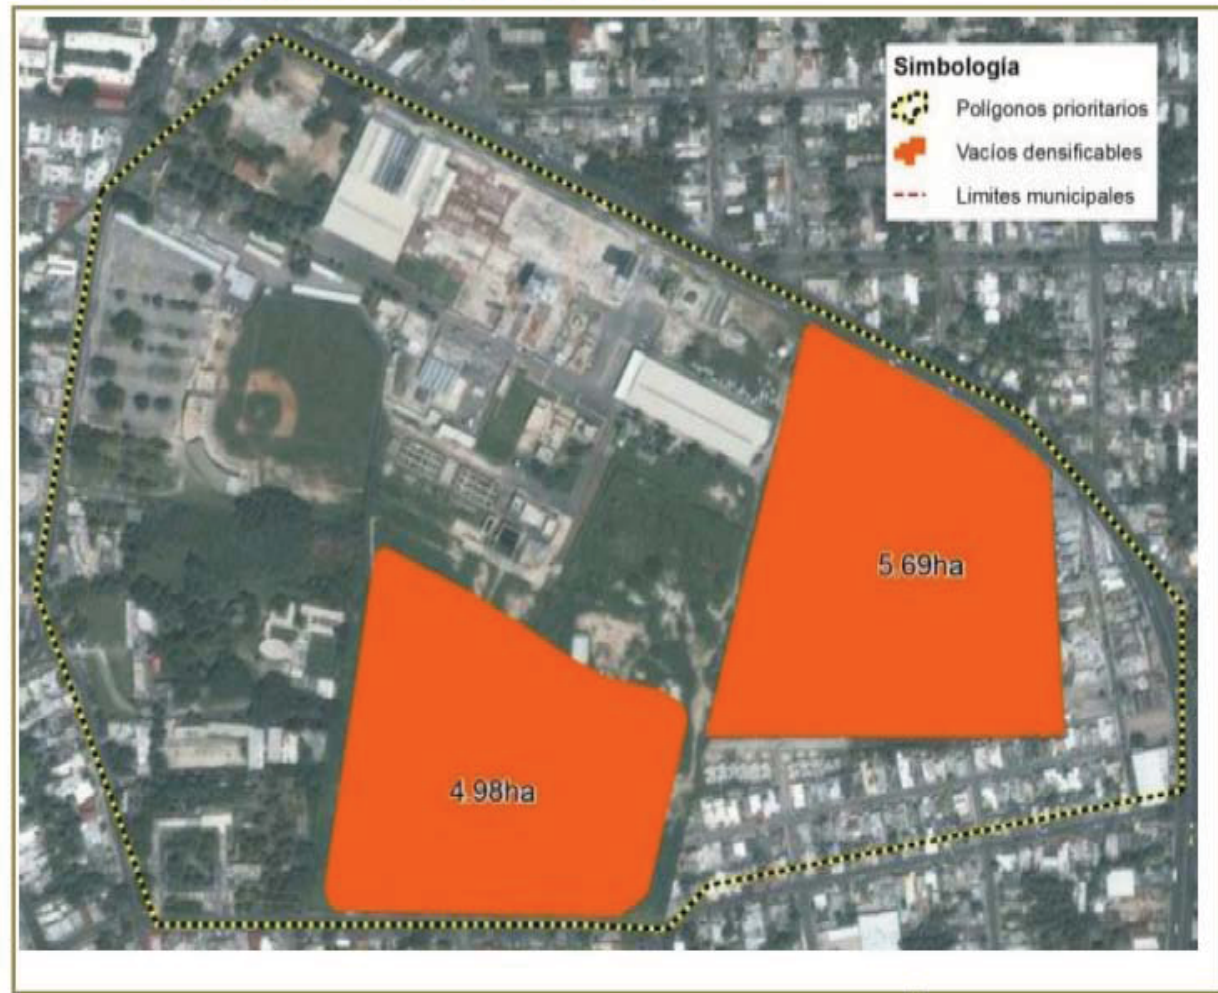 Simbología
Polígonos prioritarios
Vacíos densificables
Limites municipales
5.69ha
4.98ha